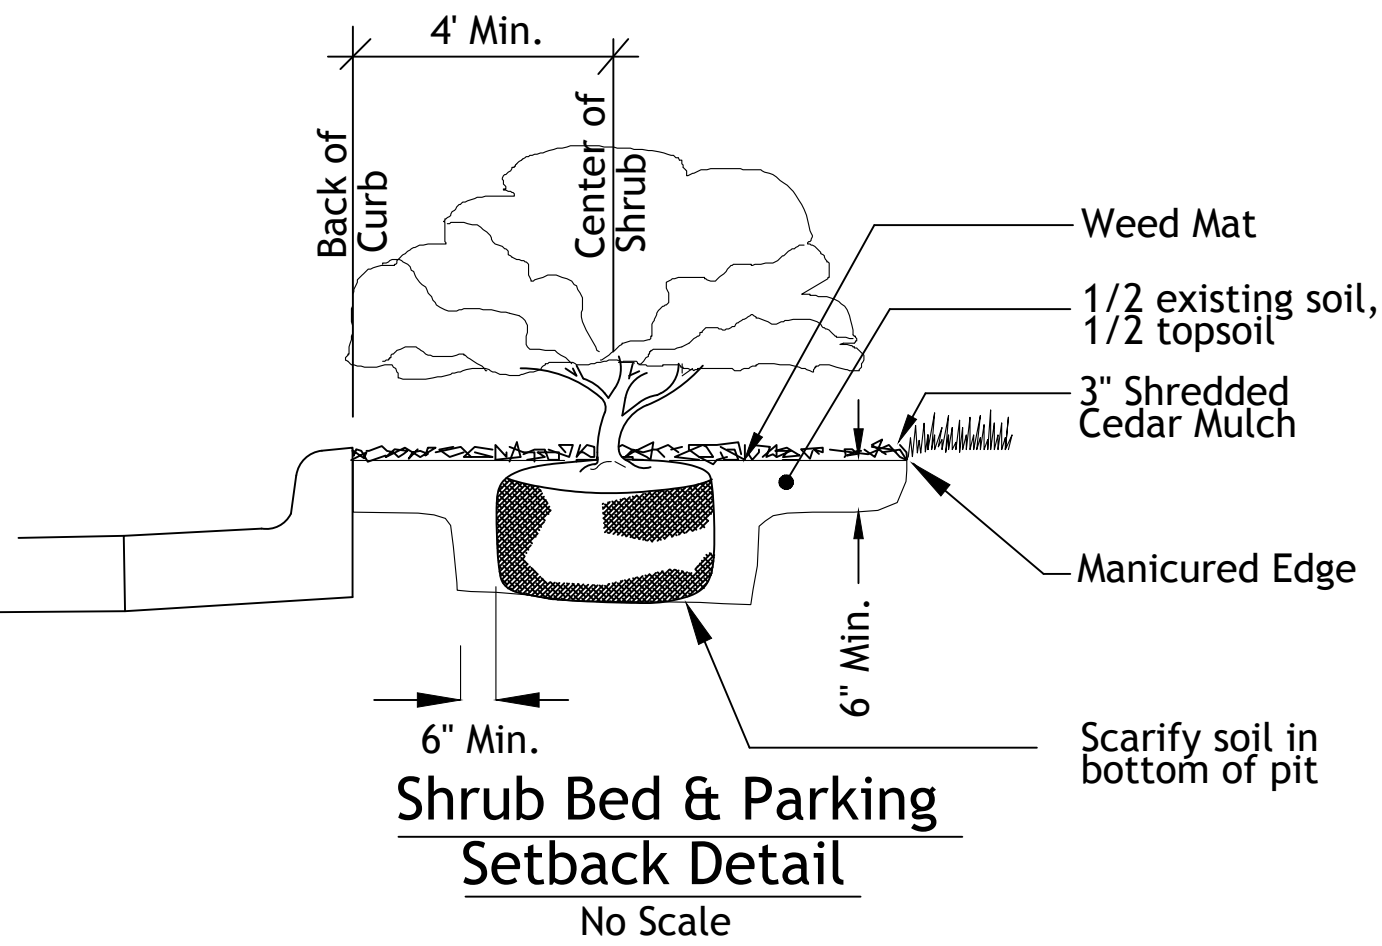 4' Min.
Back of
Curb
Center of
Shrub
Weed Mat
1/2 existing soil,
1/2 topsoil
3" Shredded
Cedar Mulch
Manicured Edge
6" Min.
6" Min.
Scarify soil in
bottom of pit
Shrub Bed & Parking
Setback Detail
No Scale